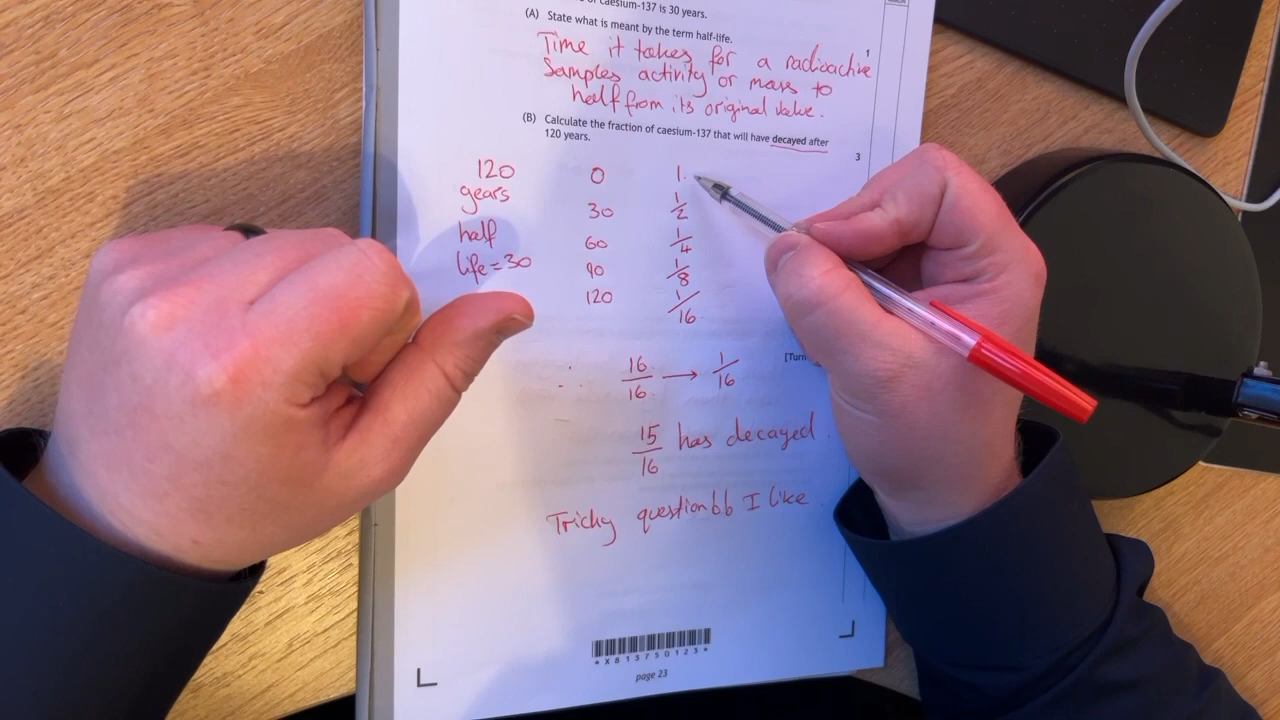 of caesium-137 is 30 years.
(A) State what is meant by the term half-life.
1
Time it takes for a radioactive
Samples activity or mass to
half from its original value.
(B) Calculate the fraction of caesium-137 that will have decayed after
120 years.
3
120 0 1
years 30 1/2
half 60 1/4
life=30 90 1/8
120 1/16
∴ 16/16 → 1/16
[Turn
15/16 has decayed.
Tricky question bb I like
*X813750123*
page 23